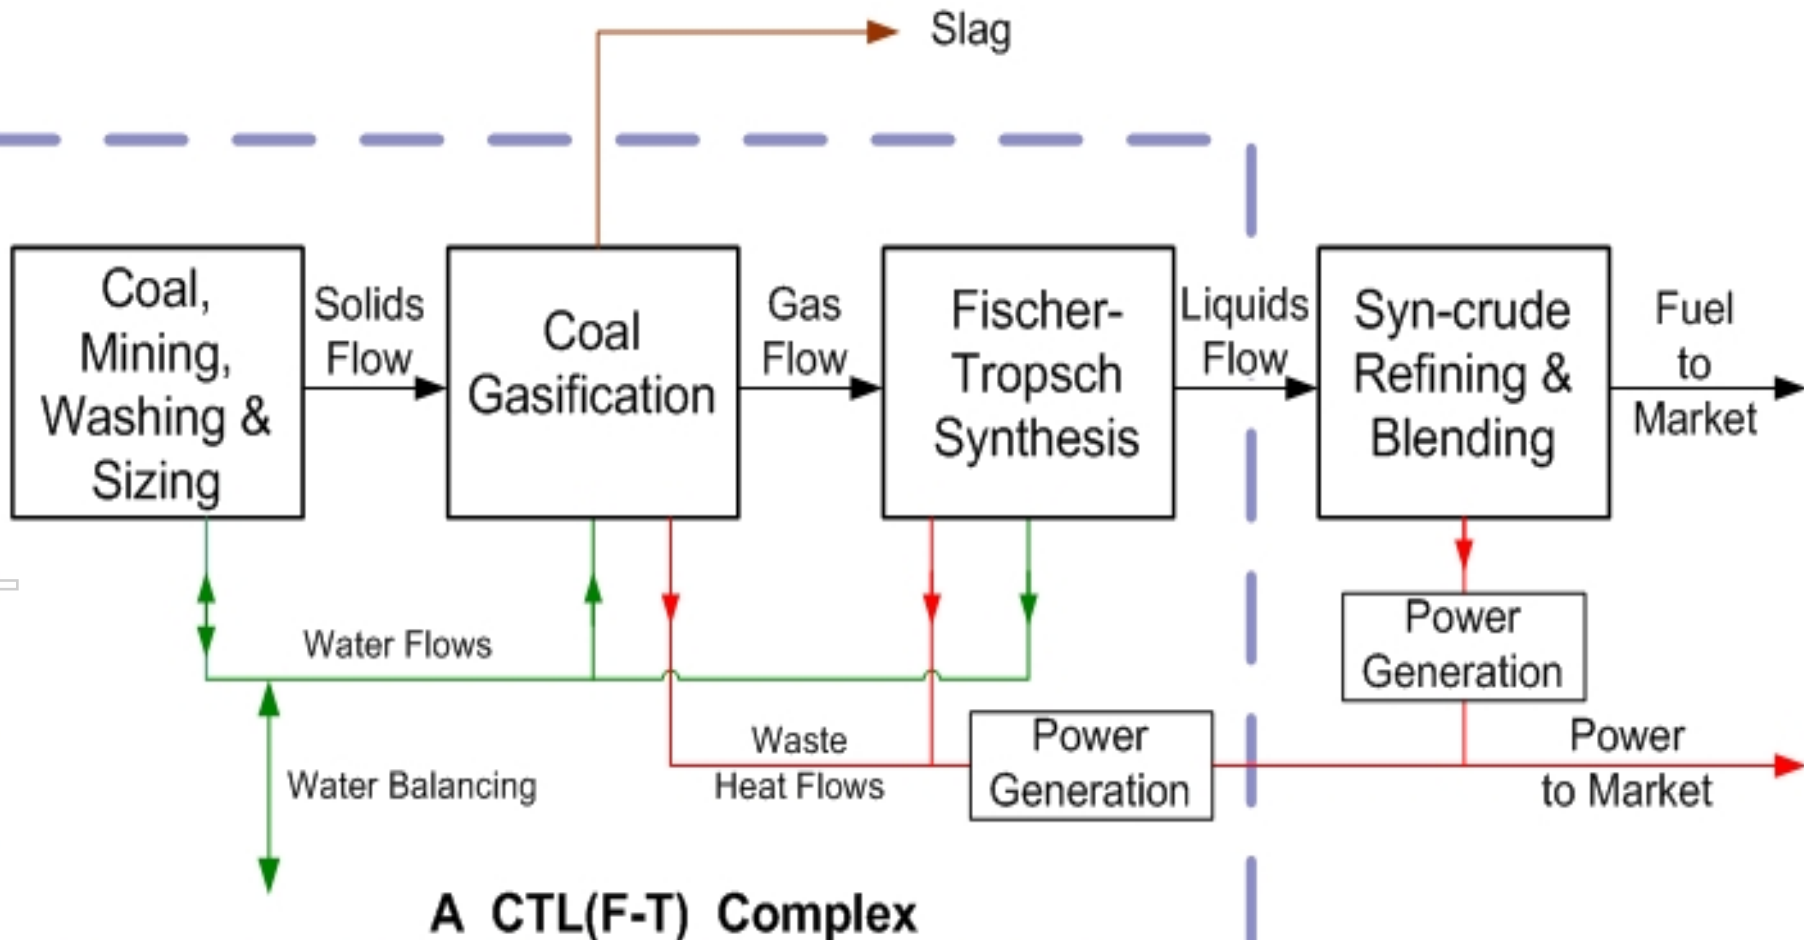 Slag
Coal,
Mining,
Washing &
Sizing
Solids
Flow
Coal
Gasification
Gas
Flow
Fischer-
Tropsch
Synthesis
Liquids
Flow
Syn-crude
Refining &
Blending
Fuel
to
Market
Water Flows
Power
Generation
Water Balancing
Waste
Heat Flows
Power
Generation
Power
to Market
A CTL(F-T) Complex